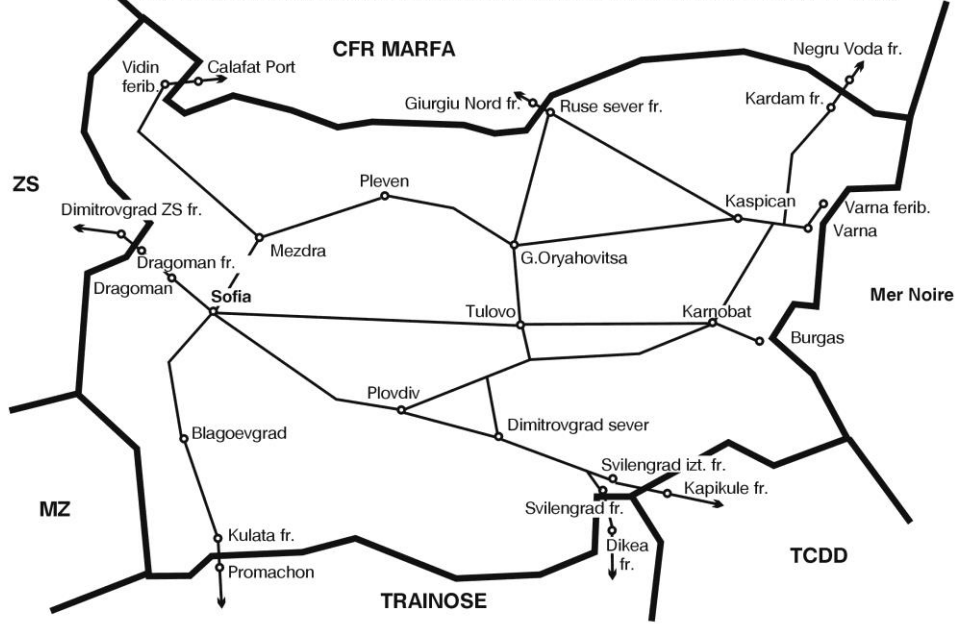 CFR MARFA
Negru Voda fr.
Vidin
ferib.
Calafat Port
Giurgiu Nord fr.
Ruse sever fr.
Kardam fr.
ZS
Pleven
Kaspican
Dimitrovgrad ZS fr.
Varna ferib.
Varna
Mezdra
G.Oryahovitsa
Dragoman fr.
Dragoman
Sofia
Mer Noire
Tulovo
Karnobat
Burgas
Plovdiv
Blagoevgrad
Dimitrovgrad sever
Svilengrad izt. fr.
Kapikule fr.
MZ
Svilengrad fr.
Kulata fr.
Dikea
fr.
TCDD
Promachon
TRAINOSE